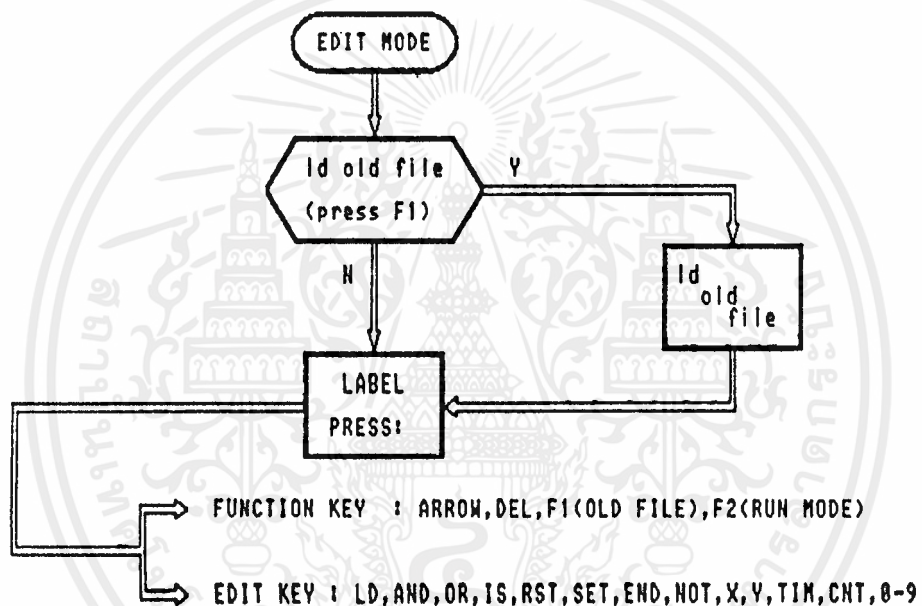 EDIT MODE
ld old file
(press F1)
Y
N
ld
old
file
LABEL
PRESS:
FUNCTION KEY : ARROW,DEL,F1(OLD FILE),F2(RUN MODE)
EDIT KEY : LD,AND,OR,IS,RST,SET,END,NOT,X,Y,TIM,CNT,0-9